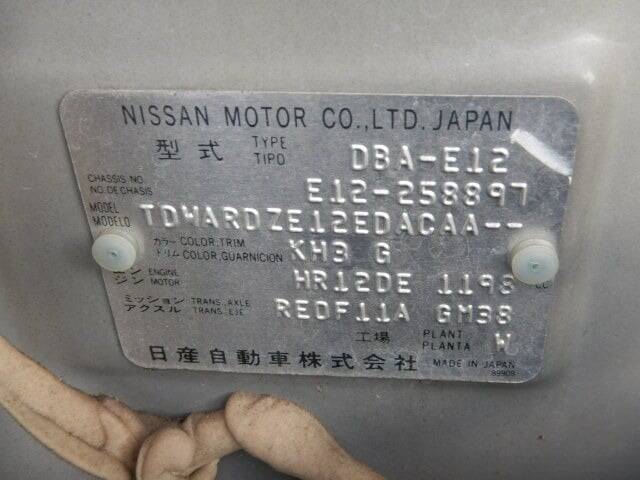 NISSAN MOTOR CO.,LTD. JAPAN
型式 TYPE TIPO DBA-E12
CHASSIS NO. NO. DE CHASIS E12-258897
MODEL MODELO TDWARDZE12EDACAA--
カラー COLOR, TRIM
トリム COLOR, GUARNICION KH3 G
ENGINE
ジン MOTOR HR12DE 1198 CC
ミッション TRANS., AXLE
アクスル TRANS., EJE RE0F11A GM38
工場 PLANT PLANTA W
日産自動車株式会社 MADE IN JAPAN
89908